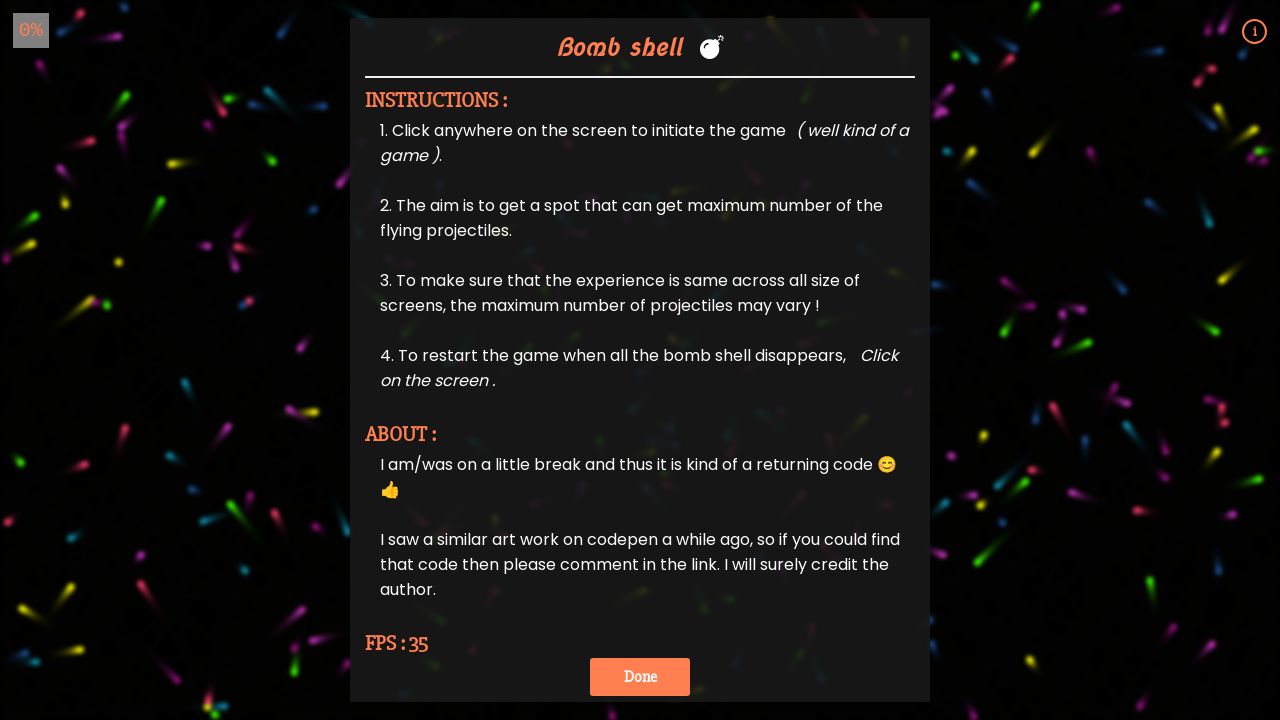 0%
i
Bomb shell 💣
INSTRUCTIONS :
1. Click anywhere on the screen to initiate the game ( well kind of a
game ).
2. The aim is to get a spot that can get maximum number of the
flying projectiles.
3. To make sure that the experience is same across all size of
screens, the maximum number of projectiles may vary !
4. To restart the game when all the bomb shell disappears, Click
on the screen .
ABOUT :
I am/was on a little break and thus it is kind of a returning code 😊
👍
I saw a similar art work on codepen a while ago, so if you could find
that code then please comment in the link. I will surely credit the
author.
FPS : 35
Done